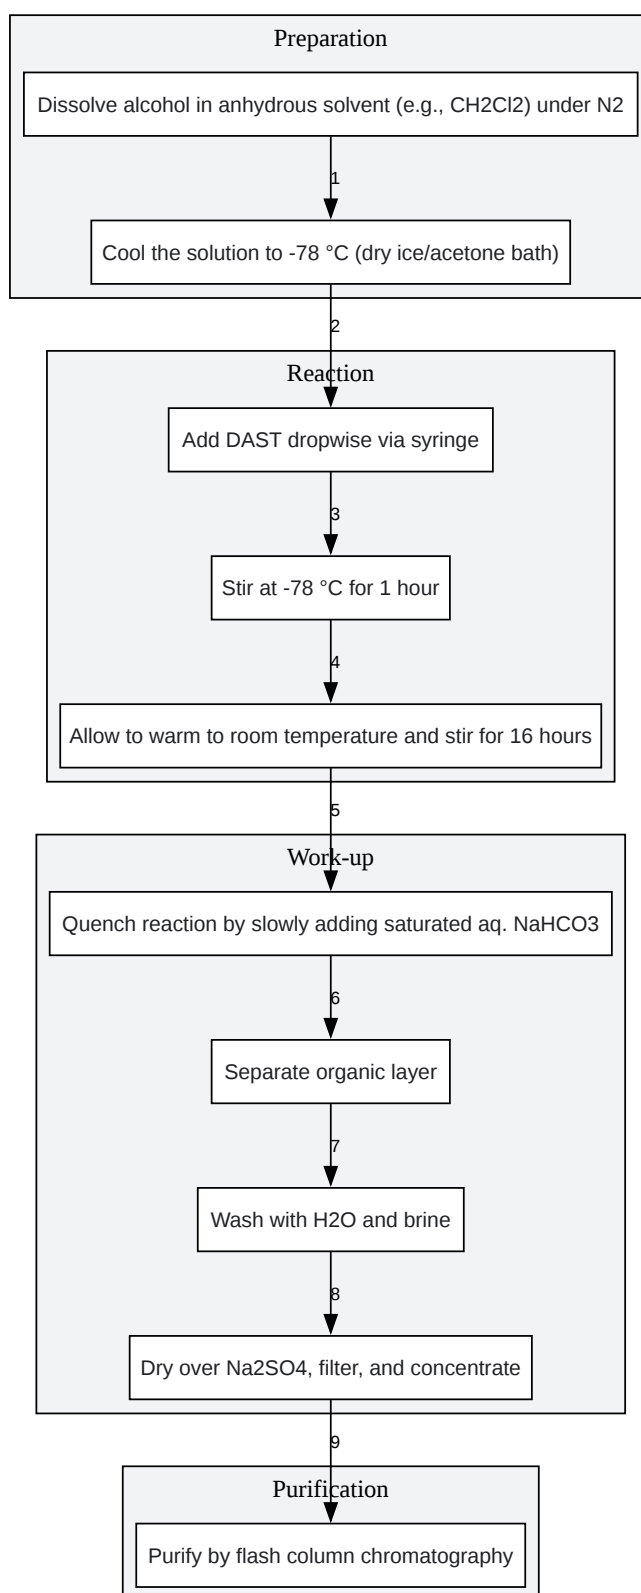 Preparation
Dissolve alcohol in anhydrous solvent (e.g., CH2Cl2) under N2
1
Cool the solution to -78 °C (dry ice/acetone bath)
2
Reaction
Add DAST dropwise via syringe
3
Stir at -78 °C for 1 hour
4
Allow to warm to room temperature and stir for 16 hours
5
Work-up
Quench reaction by slowly adding saturated aq. NaHCO3
6
Separate organic layer
7
Wash with H2O and brine
8
Dry over Na2SO4, filter, and concentrate
9
Purification
Purify by flash column chromatography